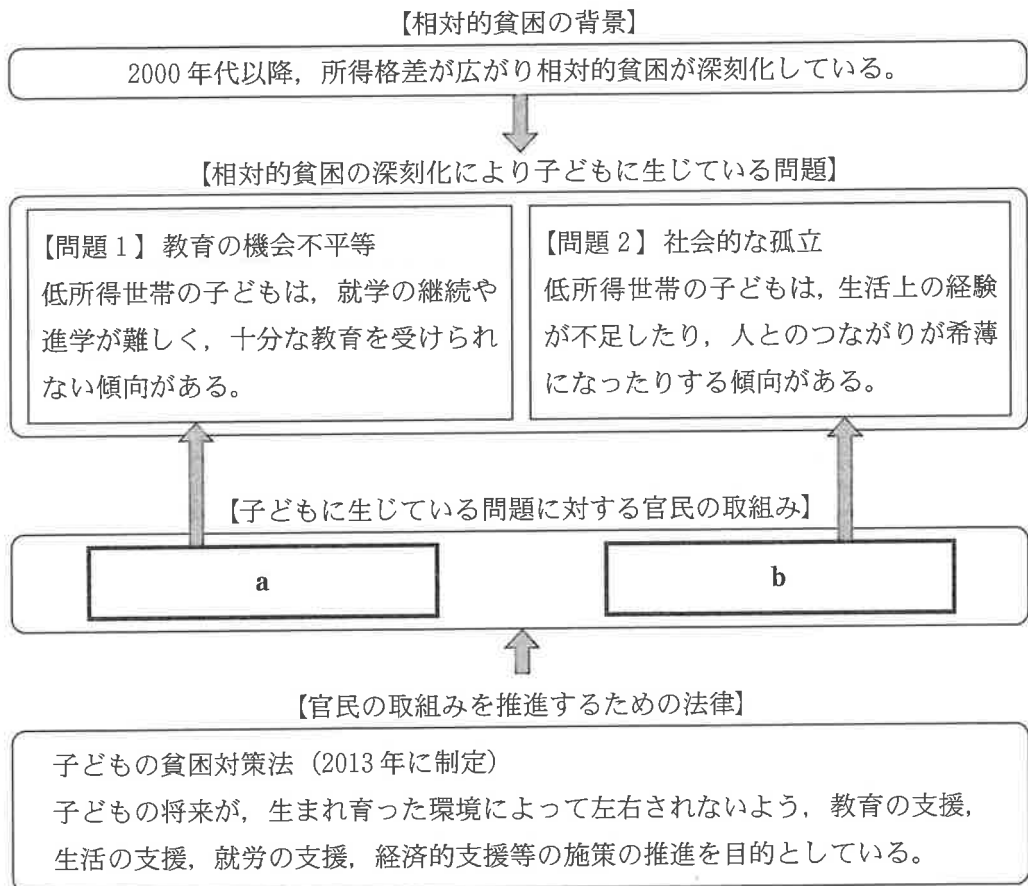 【相対的貧困の背景】
2000年代以降，所得格差が広がり相対的貧困が深刻化している。
【相対的貧困の深刻化により子どもに生じている問題】
【問題１】教育の機会不平等
低所得世帯の子どもは，就学の継続や
進学が難しく，十分な教育を受けられ
ない傾向がある。
【問題２】社会的な孤立
低所得世帯の子どもは，生活上の経験
が不足したり，人とのつながりが希薄
になったりする傾向がある。
【子どもに生じている問題に対する官民の取組み】
a
b
【官民の取組みを推進するための法律】
子どもの貧困対策法（2013年に制定）
子どもの将来が，生まれ育った環境によって左右されないよう，教育の支援，
生活の支援，就労の支援，経済的支援等の施策の推進を目的としている。